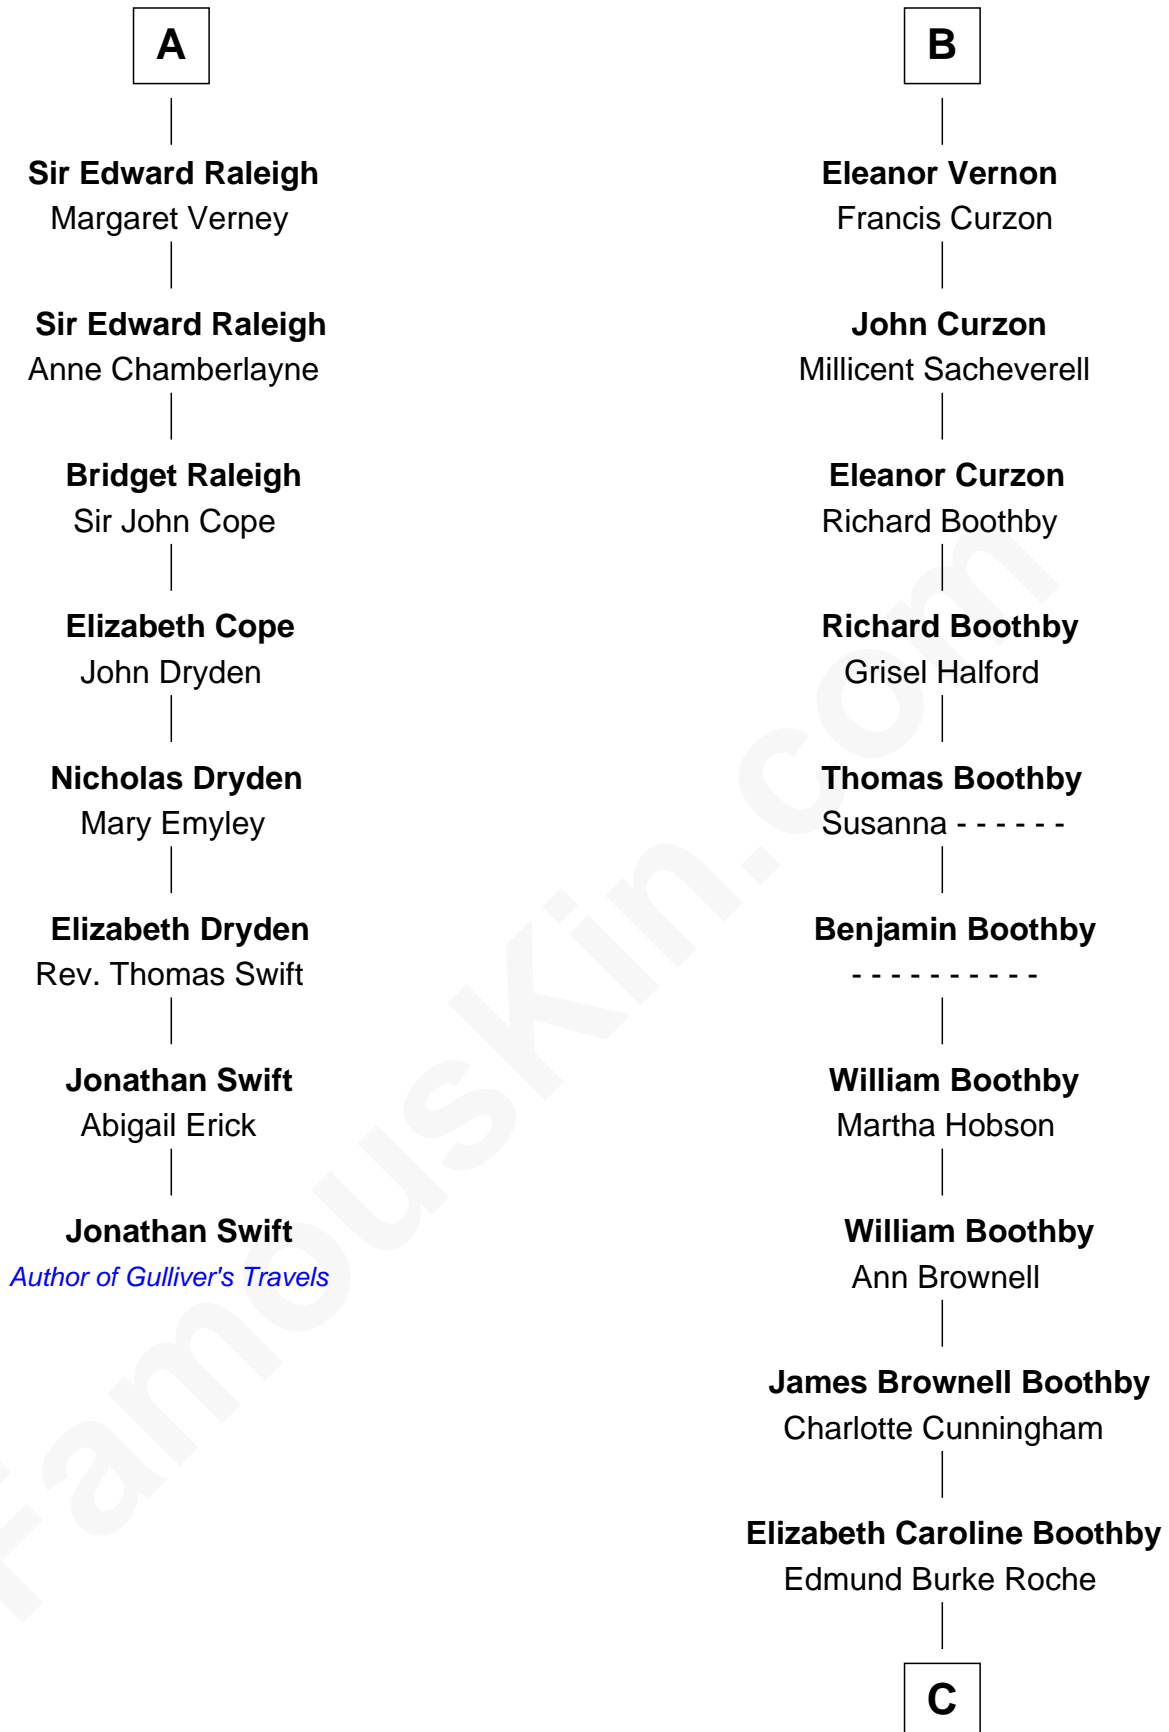 A
Sir Edward Raleigh
Margaret Verney
Sir Edward Raleigh
Anne Chamberlayne
Bridget Raleigh
Sir John Cope
Elizabeth Cope
John Dryden
Nicholas Dryden
Mary Emyley
Elizabeth Dryden
Rev. Thomas Swift
Jonathan Swift
Abigail Erick
Jonathan Swift
Author of Gulliver's Travels
B
Eleanor Vernon
Francis Curzon
John Curzon
Millicent Sacheverell
Eleanor Curzon
Richard Boothby
Richard Boothby
Grisel Halford
Thomas Boothby
Susanna - - - - - -
Benjamin Boothby
- - - - - - - - - -
William Boothby
Martha Hobson
William Boothby
Ann Brownell
James Brownell Boothby
Charlotte Cunningham
Elizabeth Caroline Boothby
Edmund Burke Roche
C
FamousKin.com